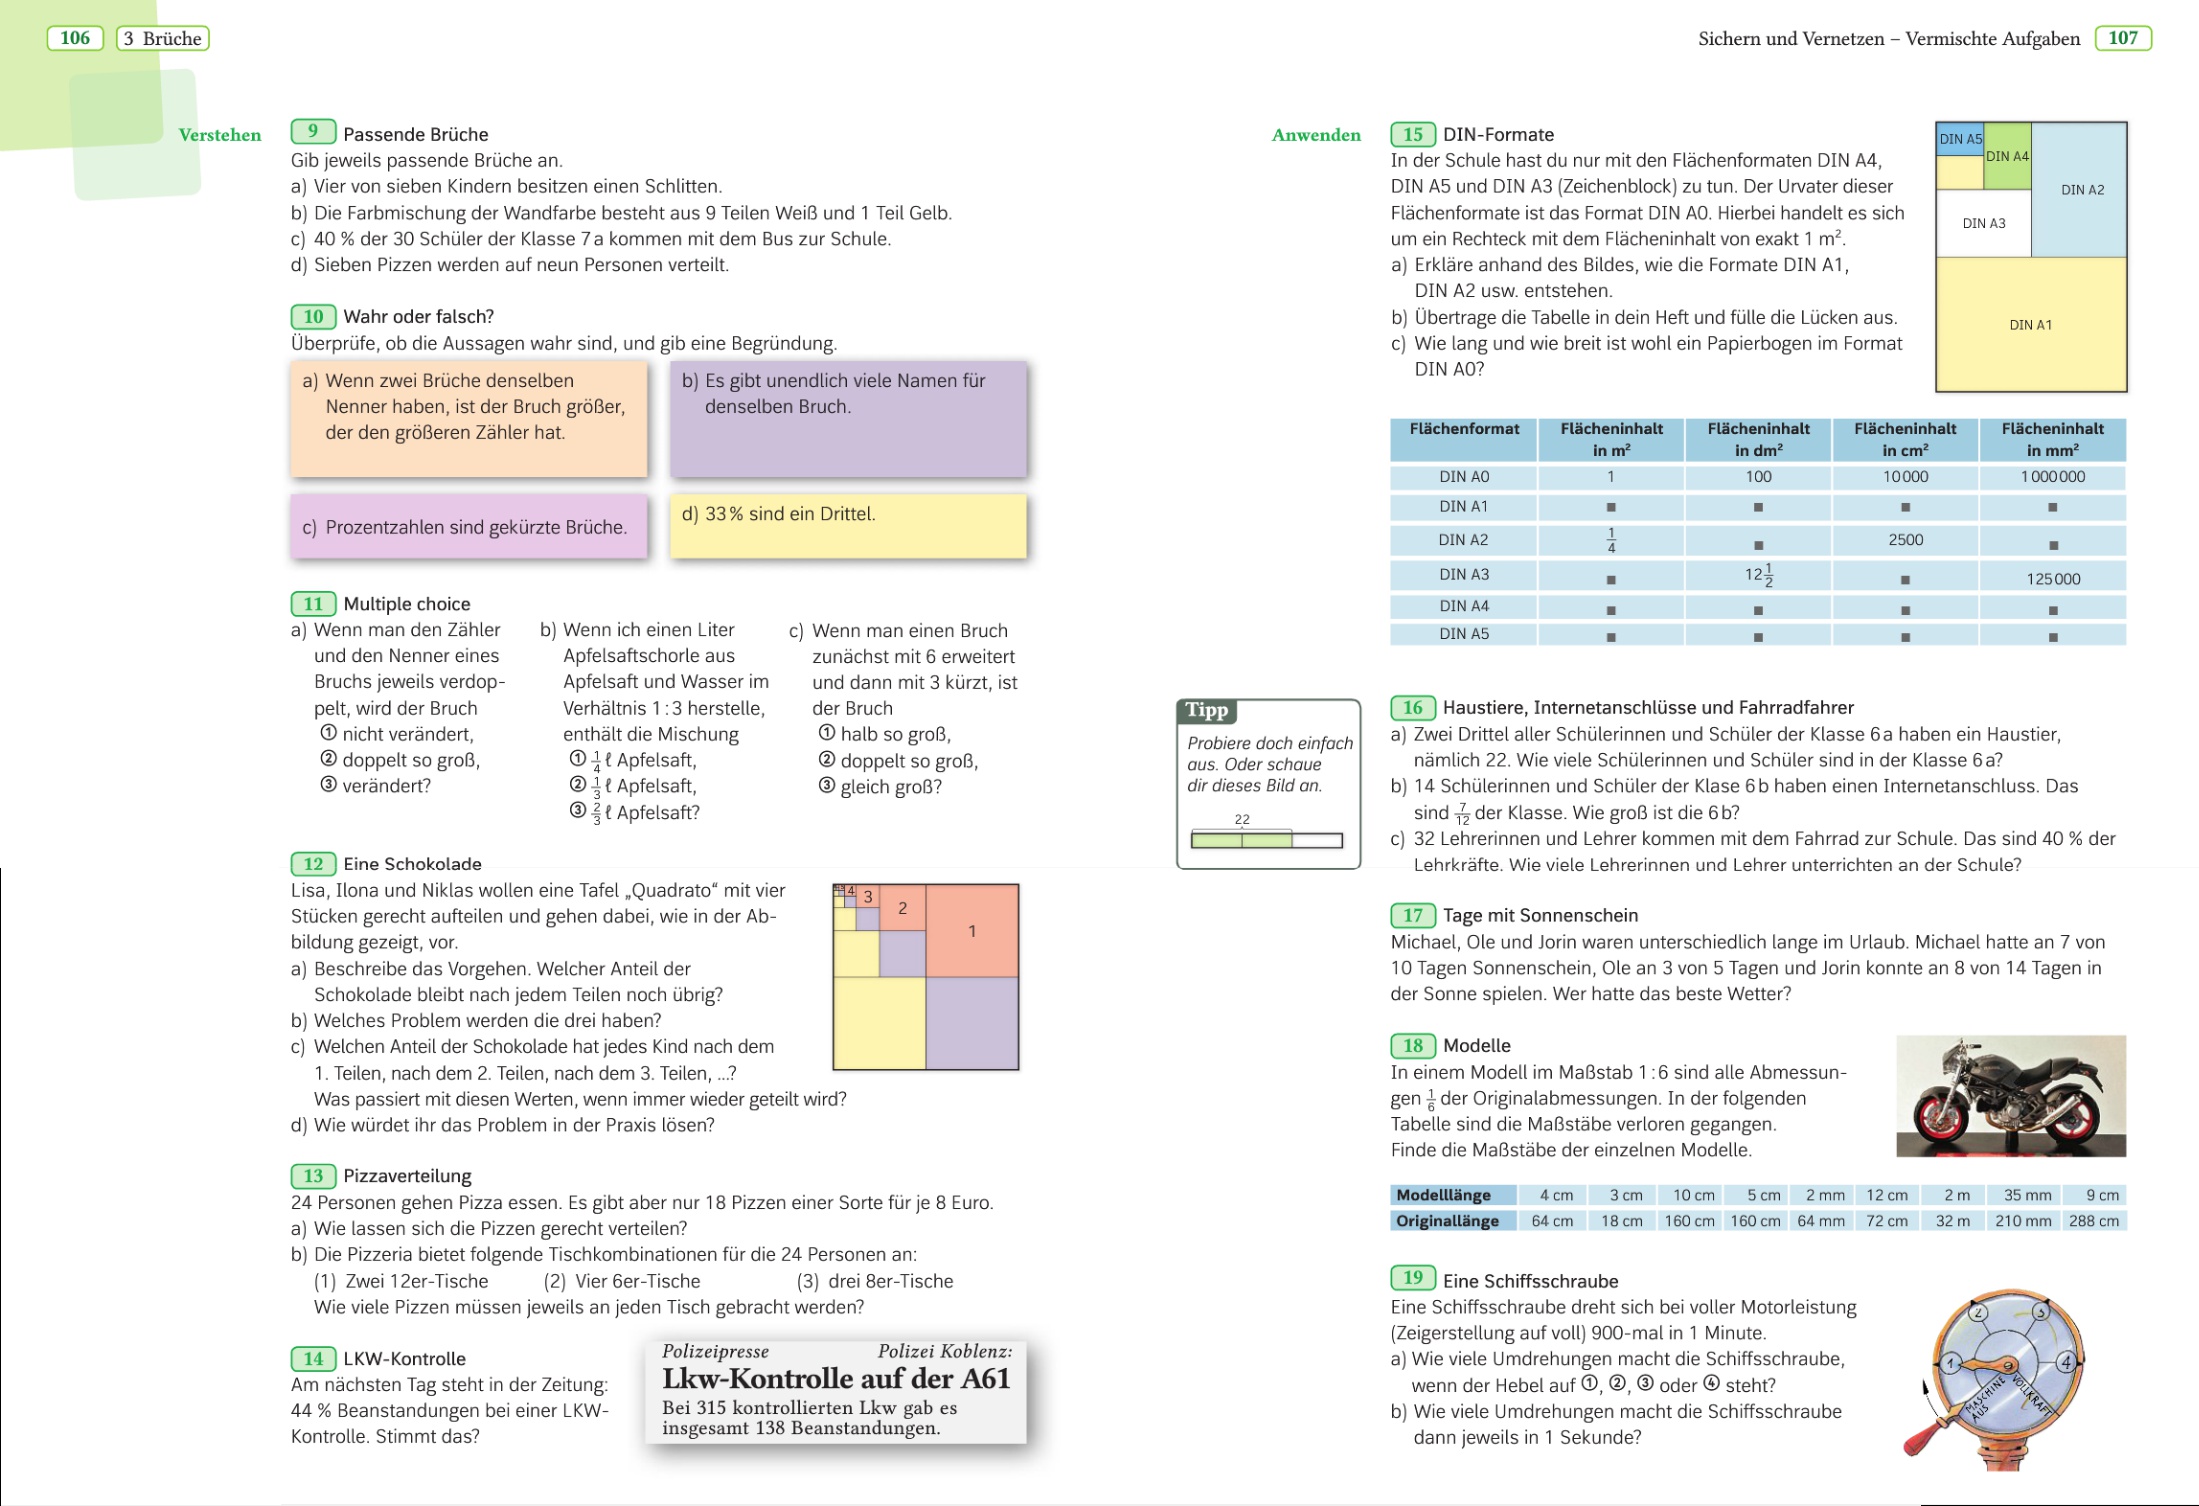 106 3 Brüche
Verstehen
9 Passende Brüche
Gib jeweils passende Brüche an.
a) Vier von sieben Kindern besitzen einen Schlitten.
b) Die Farbmischung der Wandfarbe besteht aus 9 Teilen Weiß und 1 Teil Gelb.
c) 40 % der 30 Schüler der Klasse 7 a kommen mit dem Bus zur Schule.
d) Sieben Pizzen werden auf neun Personen verteilt.
10 Wahr oder falsch?
Überprüfe, ob die Aussagen wahr sind, und gib eine Begründung.
a) Wenn zwei Brüche denselben
Nenner haben, ist der Bruch größer,
der den größeren Zähler hat.
b) Es gibt unendlich viele Namen für
denselben Bruch.
c) Prozentzahlen sind gekürzte Brüche.
d) 33 % sind ein Drittel.
11 Multiple choice
a) Wenn man den Zähler
und den Nenner eines
Bruchs jeweils verdop-
pelt, wird der Bruch
① nicht verändert,
② doppelt so groß,
③ verändert?
b) Wenn ich einen Liter
Apfelsaftschorle aus
Apfelsaft und Wasser im
Verhältnis 1 : 3 herstelle,
enthält die Mischung
① 1/4 ℓ Apfelsaft,
② 1/3 ℓ Apfelsaft,
③ 2/3 ℓ Apfelsaft?
c) Wenn man einen Bruch
zunächst mit 6 erweitert
und dann mit 3 kürzt, ist
der Bruch
① halb so groß,
② doppelt so groß,
③ gleich groß?
12 Eine Schokolade
Lisa, Ilona und Niklas wollen eine Tafel „Quadrato“ mit vier
Stücken gerecht aufteilen und gehen dabei, wie in der Ab-
bildung gezeigt, vor.
a) Beschreibe das Vorgehen. Welcher Anteil der
Schokolade bleibt nach jedem Teilen noch übrig?
b) Welches Problem werden die drei haben?
c) Welchen Anteil der Schokolade hat jedes Kind nach dem
1. Teilen, nach dem 2. Teilen, nach dem 3. Teilen, ...?
Was passiert mit diesen Werten, wenn immer wieder geteilt wird?
d) Wie würdet ihr das Problem in der Praxis lösen?
4 3 2 1
13 Pizzaverteilung
24 Personen gehen Pizza essen. Es gibt aber nur 18 Pizzen einer Sorte für je 8 Euro.
a) Wie lassen sich die Pizzen gerecht verteilen?
b) Die Pizzeria bietet folgende Tischkombinationen für die 24 Personen an:
(1) Zwei 12er-Tische (2) Vier 6er-Tische (3) drei 8er-Tische
Wie viele Pizzen müssen jeweils an jeden Tisch gebracht werden?
14 LKW-Kontrolle
Am nächsten Tag steht in der Zeitung:
44 % Beanstandungen bei einer LKW-
Kontrolle. Stimmt das?
Polizeipresse Polizei Koblenz:
Lkw-Kontrolle auf der A61
Bei 315 kontrollierten Lkw gab es
insgesamt 138 Beanstandungen.
Sichern und Vernetzen – Vermischte Aufgaben 107
Anwenden
15 DIN-Formate
In der Schule hast du nur mit den Flächenformaten DIN A4,
DIN A5 und DIN A3 (Zeichenblock) zu tun. Der Urvater dieser
Flächenformate ist das Format DIN A0. Hierbei handelt es sich
um ein Rechteck mit dem Flächeninhalt von exakt 1 m².
a) Erkläre anhand des Bildes, wie die Formate DIN A1,
DIN A2 usw. entstehen.
b) Übertrage die Tabelle in dein Heft und fülle die Lücken aus.
c) Wie lang und wie breit ist wohl ein Papierbogen im Format
DIN A0?
DIN A5
DIN A4
DIN A2
DIN A3
DIN A1
Flächenformat Flächeninhalt in m² Flächeninhalt in dm² Flächeninhalt in cm² Flächeninhalt in mm²
DIN A0 1 100 10 000 1 000 000
DIN A1 ■ ■ ■ ■
DIN A2 1/4 ■ 2500 ■
DIN A3 ■ 12 1/2 ■ 125 000
DIN A4 ■ ■ ■ ■
DIN A5 ■ ■ ■ ■
Tipp
Probiere doch einfach
aus. Oder schaue
dir dieses Bild an.
22
16 Haustiere, Internetanschlüsse und Fahrradfahrer
a) Zwei Drittel aller Schülerinnen und Schüler der Klasse 6 a haben ein Haustier,
nämlich 22. Wie viele Schülerinnen und Schüler sind in der Klasse 6 a?
b) 14 Schülerinnen und Schüler der Klase 6 b haben einen Internetanschluss. Das
sind 7/12 der Klasse. Wie groß ist die 6 b?
c) 32 Lehrerinnen und Lehrer kommen mit dem Fahrrad zur Schule. Das sind 40 % der
Lehrkräfte. Wie viele Lehrerinnen und Lehrer unterrichten an der Schule?
17 Tage mit Sonnenschein
Michael, Ole und Jorin waren unterschiedlich lange im Urlaub. Michael hatte an 7 von
10 Tagen Sonnenschein, Ole an 3 von 5 Tagen und Jorin konnte an 8 von 14 Tagen in
der Sonne spielen. Wer hatte das beste Wetter?
18 Modelle
In einem Modell im Maßstab 1 : 6 sind alle Abmessun-
gen 1/6 der Originalabmessungen. In der folgenden
Tabelle sind die Maßstäbe verloren gegangen.
Finde die Maßstäbe der einzelnen Modelle.
Modelllänge 4 cm 3 cm 10 cm 5 cm 2 mm 12 cm 2 m 35 mm 9 cm
Originallänge 64 cm 18 cm 160 cm 160 cm 64 mm 72 cm 32 m 210 mm 288 cm
19 Eine Schiffsschraube
Eine Schiffsschraube dreht sich bei voller Motorleistung
(Zeigerstellung auf voll) 900-mal in 1 Minute.
a) Wie viele Umdrehungen macht die Schiffsschraube,
wenn der Hebel auf ①, ②, ③ oder ④ steht?
b) Wie viele Umdrehungen macht die Schiffsschraube
dann jeweils in 1 Sekunde?
1 2 3 4
MASCHINE
AUS
VOLLKRAFT